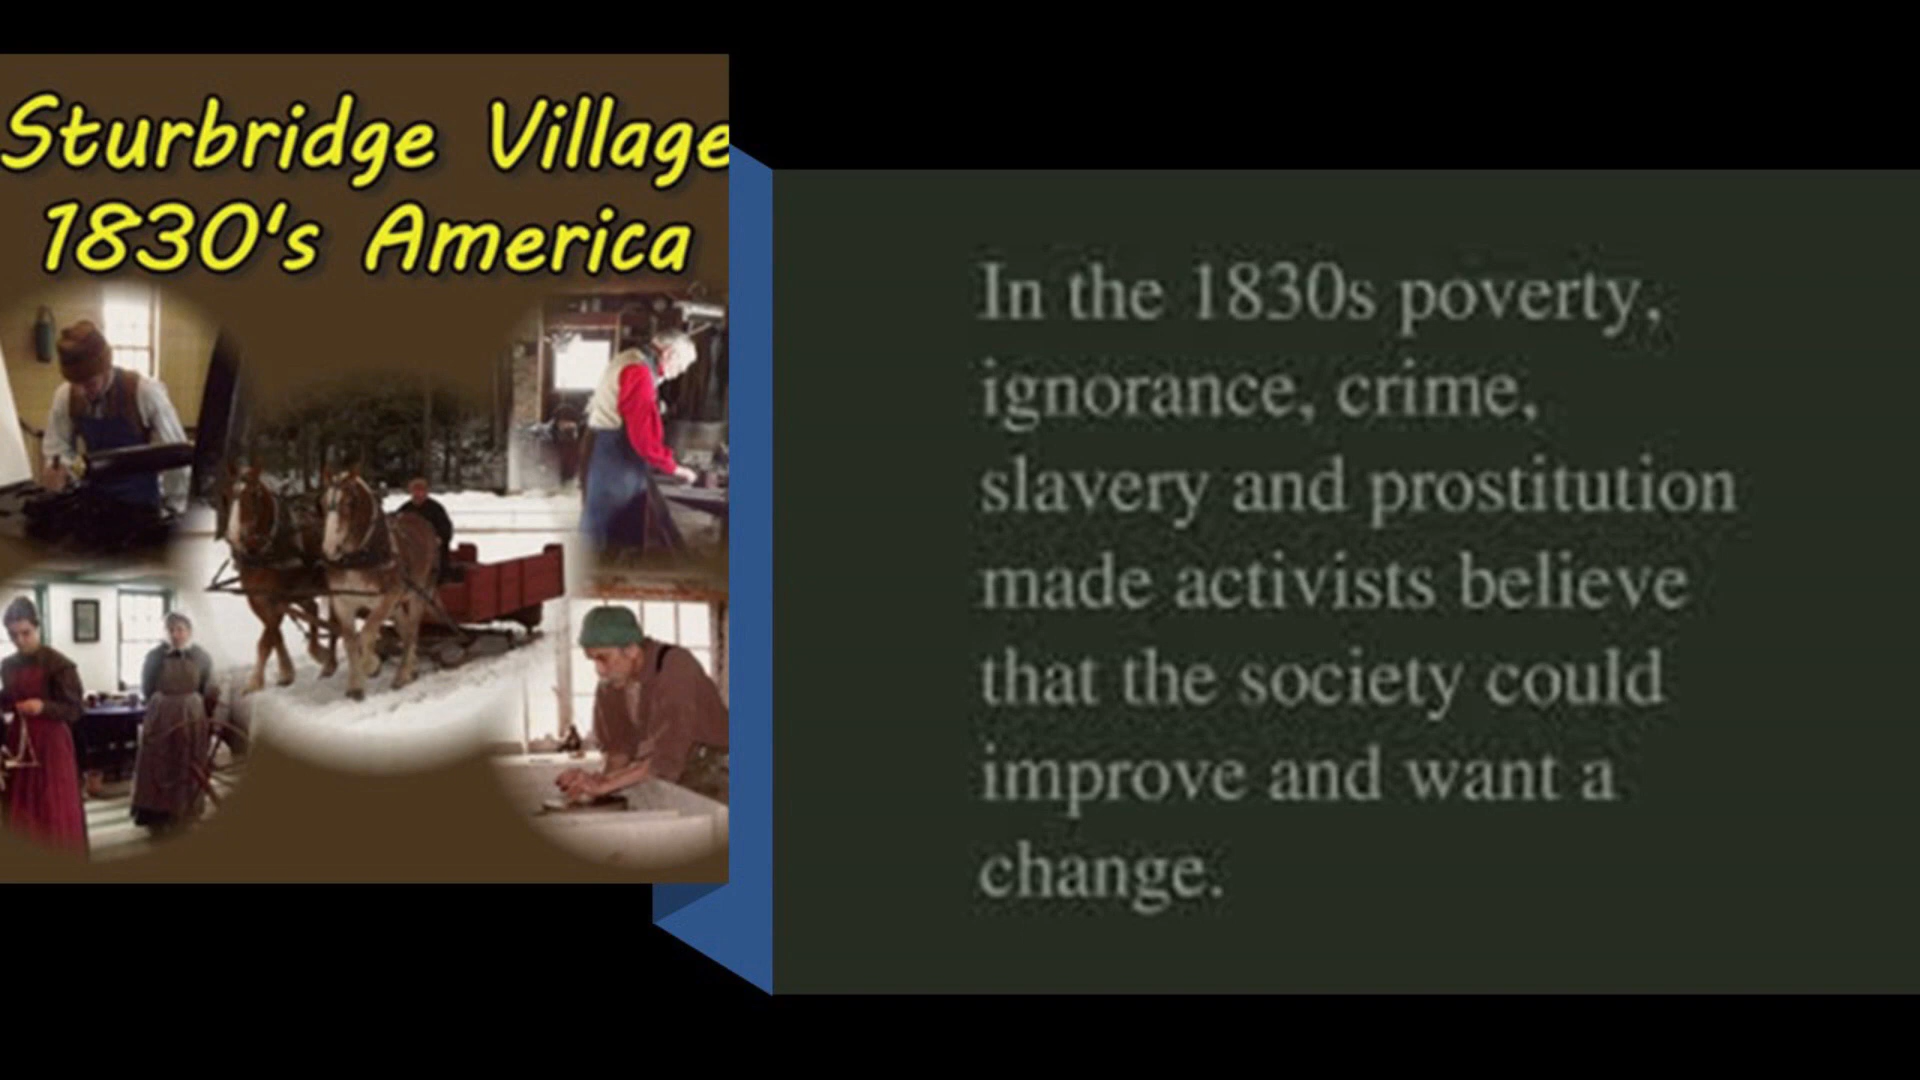 Sturbridge Village
1830's America
In the 1830s poverty,
ignorance, crime,
slavery and prostitution
made activists believe
that the society could
improve and want a
change.